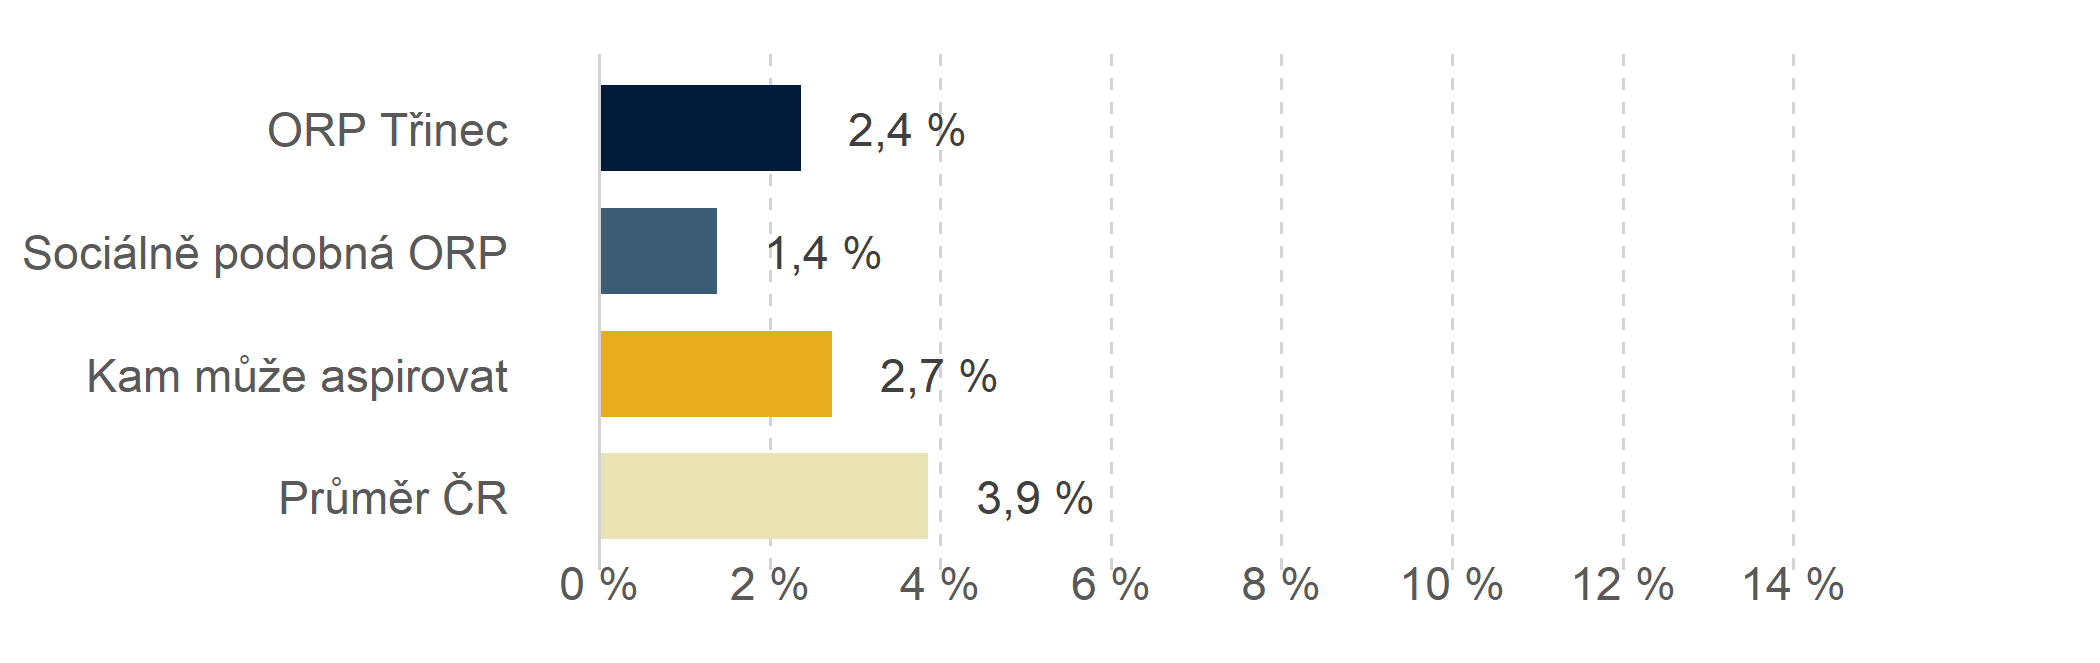 ORP Třinec 2,4 %
Sociálně podobná ORP 1,4 %
Kam může aspirovat 2,7 %
Průměr ČR 3,9 %
0 % 2 % 4 % 6 % 8 % 10 % 12 % 14 %